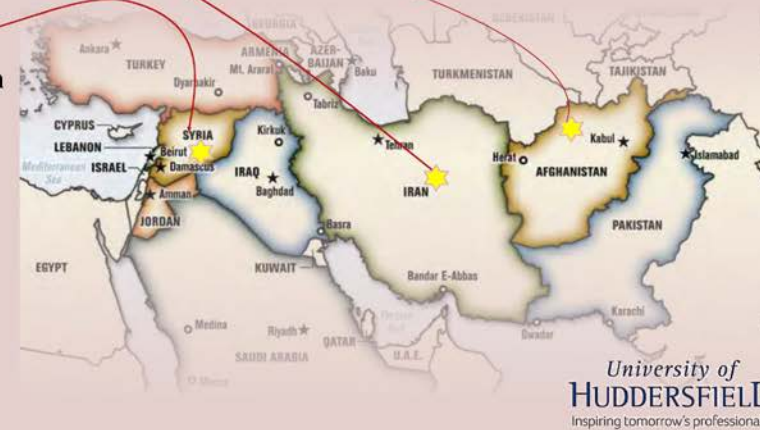 a
GEORGIA
UZBEKISTAN
Ankara
ARMENIA
AZER-
BAIJAN
Baku
TURKEY
Mt. Ararat
TURKMENISTAN
TAJIKISTAN
Dyarbakir
Tabriz
CYPRUS
SYRIA
Kirkuk
Tehran
Kabul
LEBANON
Beirut
Herat
Islamabad
Mediterranean
Sea
ISRAEL
Damascus
IRAQ
Baghdad
IRAN
AFGHANISTAN
Amman
JORDAN
Basra
PAKISTAN
EGYPT
KUWAIT
Bandar E-Abbas
Karachi
Medina
Riyadh
QATAR
Gwadar
SAUDI ARABIA
U.A.E.
University of
HUDDERSFIELD
Inspiring tomorrow's professional